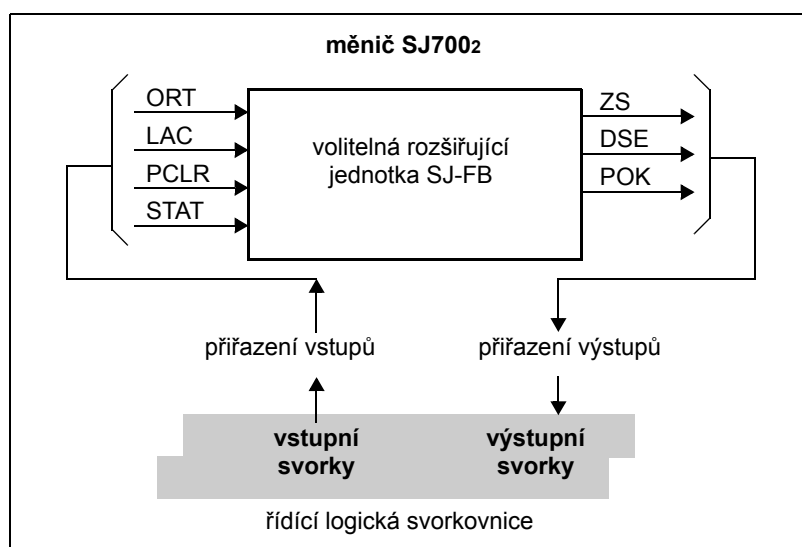 měnič SJ7002
ORT
LAC
PCLR
STAT
volitelná rozšiřující
jednotka SJ-FB
ZS
DSE
POK
přiřazení vstupů
přiřazení výstupů
vstupní
svorky
výstupní
svorky
řídící logická svorkovnice